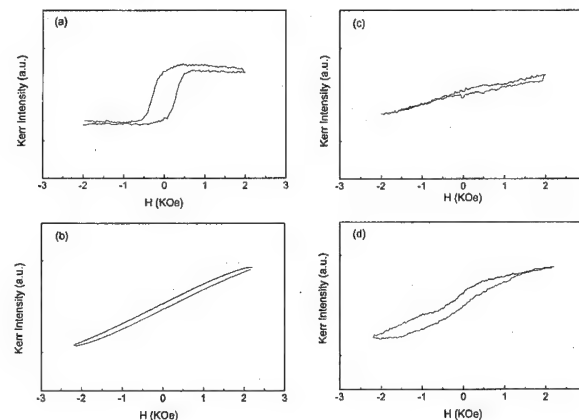 (a)
Kerr Intensity (a.u.)
-3 -2 -1 0 1 2 3
H (KOe)
(c)
Kerr Intensity (a.u.)
-3 -2 -1 0 1 2 3
H (KOe)
(b)
Kerr Intensity (a.u.)
-3 -2 -1 0 1 2 3
H (KOe)
(d)
Kerr Intensity (a.u.)
-3 -2 -1 0 1 2 3
H (KOe)